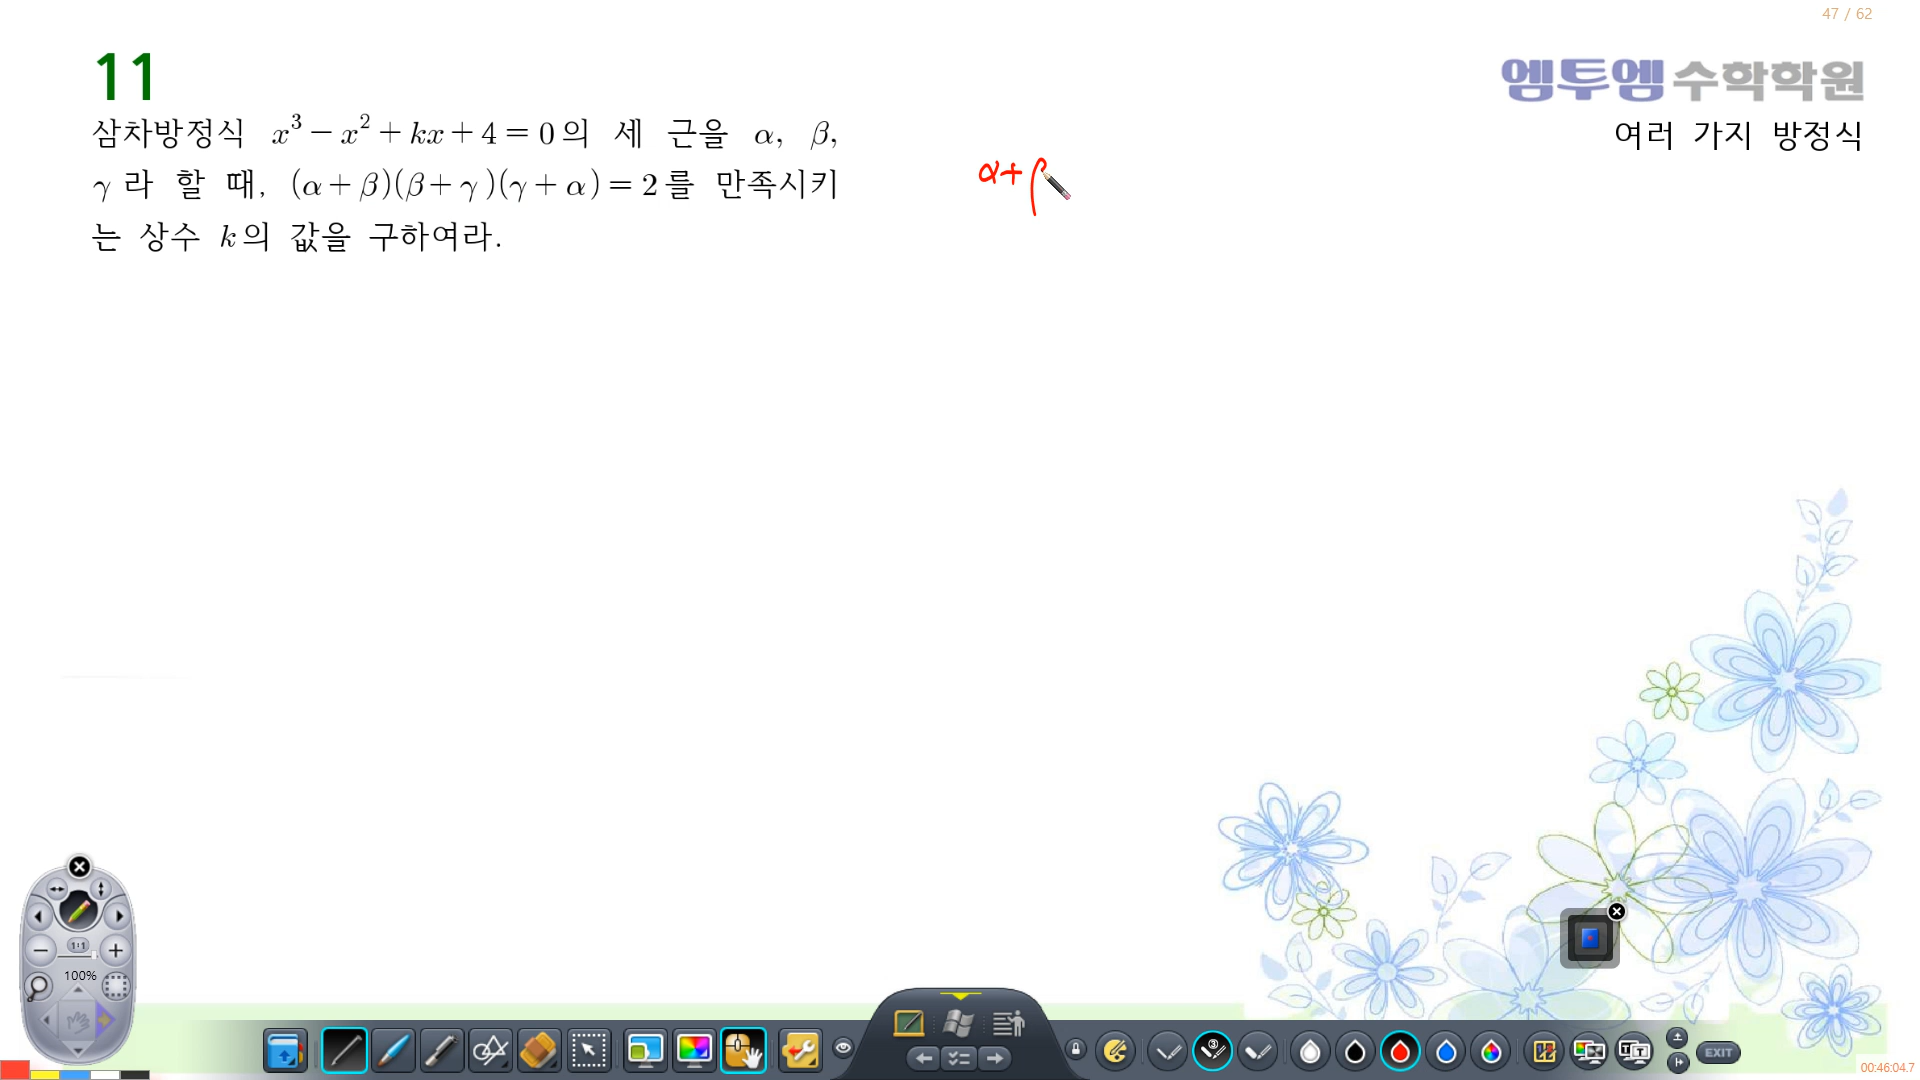 47 / 62
11
엠투엠 수학학원
여러 가지 방정식
삼차방정식 x³ − x² + kx + 4 = 0의 세 근을 α, β,
γ라 할 때, (α + β)(β + γ)(γ + α) = 2를 만족시키
는 상수 k의 값을 구하여라.
α+β
1:1
100%
EXIT
00:46:04.7